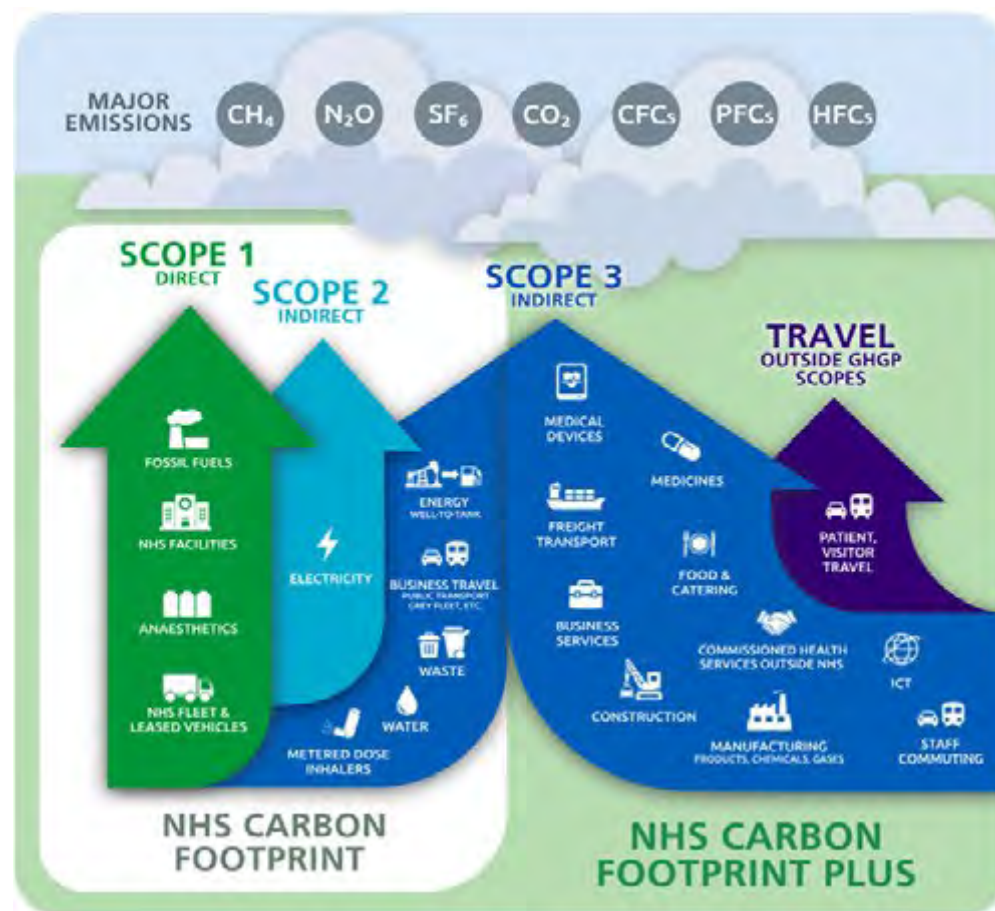 MAJOR
EMISSIONS
CH₄
N₂O
SF₆
CO₂
CFCs
PFCs
HFCs
SCOPE 1
DIRECT
SCOPE 2
INDIRECT
SCOPE 3
INDIRECT
TRAVEL
OUTSIDE GHGP
SCOPES
FOSSIL FUELS
NHS FACILITIES
ANAESTHETICS
NHS FLEET &
LEASED VEHICLES
ELECTRICITY
ENERGY
WELL-TO-TANK
BUSINESS TRAVEL
PUBLIC TRANSPORT
GREY FLEET, ETC.
WASTE
WATER
METERED DOSE
INHALERS
MEDICAL
DEVICES
FREIGHT
TRANSPORT
BUSINESS
SERVICES
CONSTRUCTION
MEDICINES
FOOD &
CATERING
COMMISSIONED HEALTH
SERVICES OUTSIDE NHS
MANUFACTURING
PRODUCTS, CHEMICALS, GASES
ICT
STAFF
COMMUTING
PATIENT,
VISITOR
TRAVEL
NHS CARBON
FOOTPRINT
NHS CARBON
FOOTPRINT PLUS